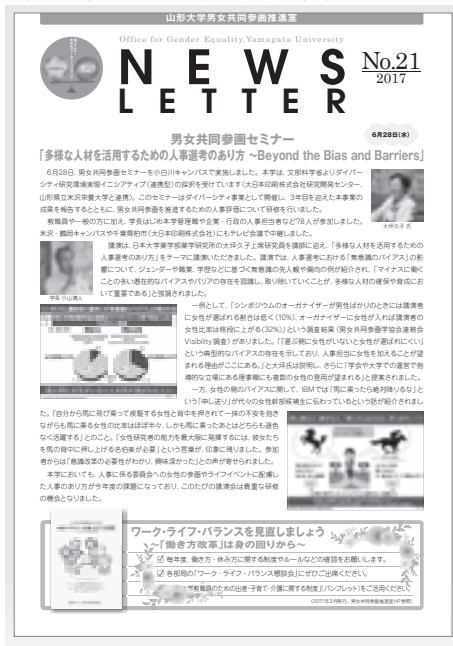 山形大学男女共同参画推進室
Office for Gender Equality,Yamagata University
NEWS
LETTER
No.21
2017
男女共同参画セミナー
6月28日(水)
「多様な人材を活用するための人事選考のあり方 ~Beyond the Bias and Barriers」
6月28日、男女共同参画セミナーを小白川キャンパスで実施しました。本学は、文部科学省よりダイバー
シティ研究環境実現イニシアティブ(連携型)の採択を受けています(大日本印刷株式会社研究開発センター、
山形県立米沢栄養大学と連携)。このセミナーはダイバーシティ事業として開催し、3年目を迎えた本事業の
成果を報告するとともに、男女共同参画を推進するための人事評価について研修を行いました。
教職員や一般の方に加え、学長はじめ本学管理職や企業・行政の人事担当者など78人が参加しました。
米沢・鶴岡キャンパスや千葉県柏市(大日本印刷株式会社)にもテレビ会議で中継しました。
大坪久子 氏
講演は、日本大学薬学部薬学研究所の大坪久子上席研究員を講師に迎え、「多様な人材を活用するための
人事選考のあり方」をテーマに講演いただきました。講演では、人事選考における「無意識のバイアス」の影
響について、ジェンダーや職業、学歴などに基づく無意識の先入観や偏向の例が紹介され、「マイナスに働く
ことの多い潜在的なバイアスやバリアの存在を認識し、取り除いていくことが、多様な人材の確保や育成にお
いて重要である」と強調されました。
学長 小山清人
一例として、「シンポジウムのオーガナイザーが男性ばかりのときには講演者
に女性が選ばれる割合は低く(10%)、オーガナイザーに女性が入れば講演者の
女性比率は格段に上がる(32%)」という調査結果(男女共同参画学協会連絡会
Visibility調査)がありました。「『選ぶ側に女性がいないと女性が選ばれにくい』
という典型的なバイアスの存在を示しており、人事担当に女性を加えることが望
まれる理由がここにある。」と大坪氏は説明し、さらに「学会や大学での運営で指
導的な立場にある理事職にも複数の女性の登用が望まれる」と提案されました。
一方、女性の側のバイアスに関して、IBMでは「馬に乗ったら絶対降りるな」と
いう「申し送り」が代々の女性幹部候補生に伝わっているという話が紹介されまし
た。「自分から馬に飛び乗って疾駆する女性と背中を押されて一抹の不安を抱き
ながらも馬に乗る女性の比率はほぼ半々、しかも馬に乗ったあとはどちらも遜色
なく活躍する」とのこと。「女性研究者の能力を最大限に発揮するには、彼女たち
を馬の背中に押し上げる名伯楽が必要」という言葉が、印象に残りました。参加
者からは「意識改革の必要性がわかり、興味深かった」との声が寄せられました。
本学においても、人事に係る委員会への女性の参画やライフイベントに配慮し
た人事のあり方が今年度の課題になっており、このたびの講演会は貴重な研修
の機会となりました。
ワーク・ライフ・バランスを見直しましょう
~「働き方改革」は身の回りから~
毎年度、働き方・休み方に関する制度やルールなどの確認をお願いします。
各部局の「ワーク・ライフ・バランス懇談会」にぜひご出席ください。
教職員のための出産・子育て・介護に関する制度」(パンフレット)をご活用ください。
(2017年3月発行。男女共同参画推進室HP参照)